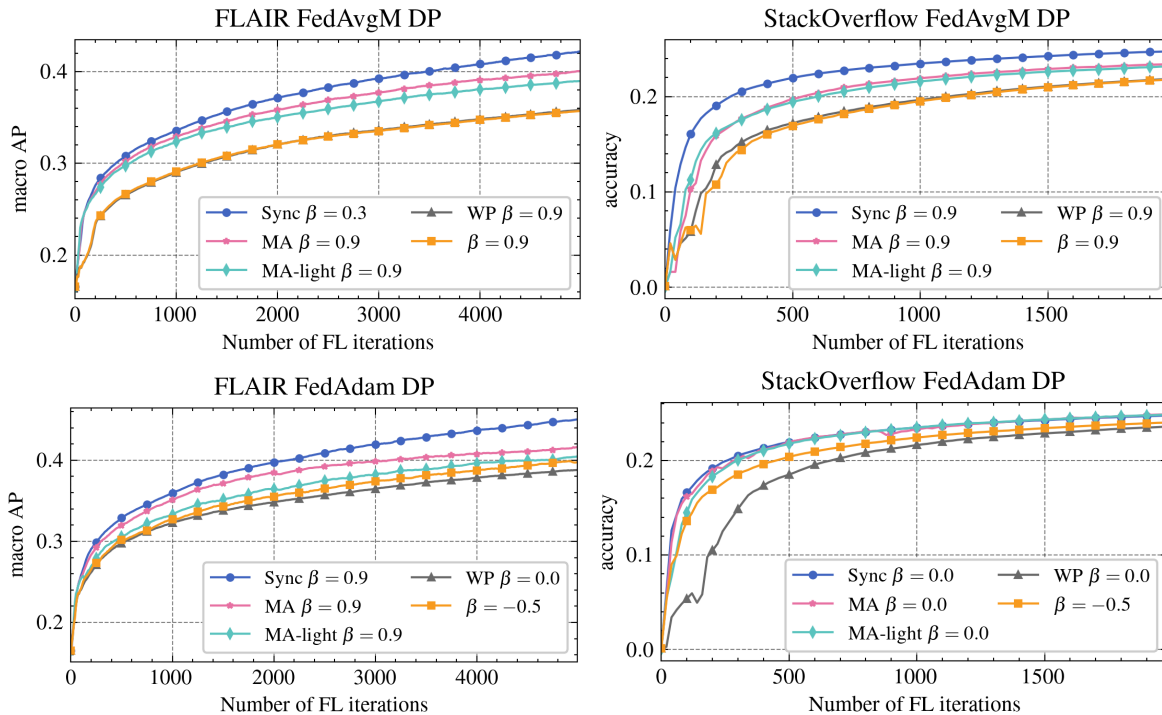 FLAIR FedAvgM DP
0.4
0.3
0.2
macro AP
Sync β = 0.3
MA β = 0.9
MA-light β = 0.9
WP β = 0.9
β = 0.9
0 1000 2000 3000 4000
Number of FL iterations
StackOverflow FedAvgM DP
0.2
0.1
0.0
accuracy
Sync β = 0.9
MA β = 0.9
MA-light β = 0.9
WP β = 0.9
β = 0.9
0 500 1000 1500
Number of FL iterations
FLAIR FedAdam DP
0.4
0.3
0.2
macro AP
Sync β = 0.9
MA β = 0.9
MA-light β = 0.9
WP β = 0.0
β = −0.5
0 1000 2000 3000 4000
Number of FL iterations
StackOverflow FedAdam DP
0.2
0.1
0.0
accuracy
Sync β = 0.0
MA β = 0.0
MA-light β = 0.0
WP β = 0.0
β = −0.5
0 500 1000 1500
Number of FL iterations